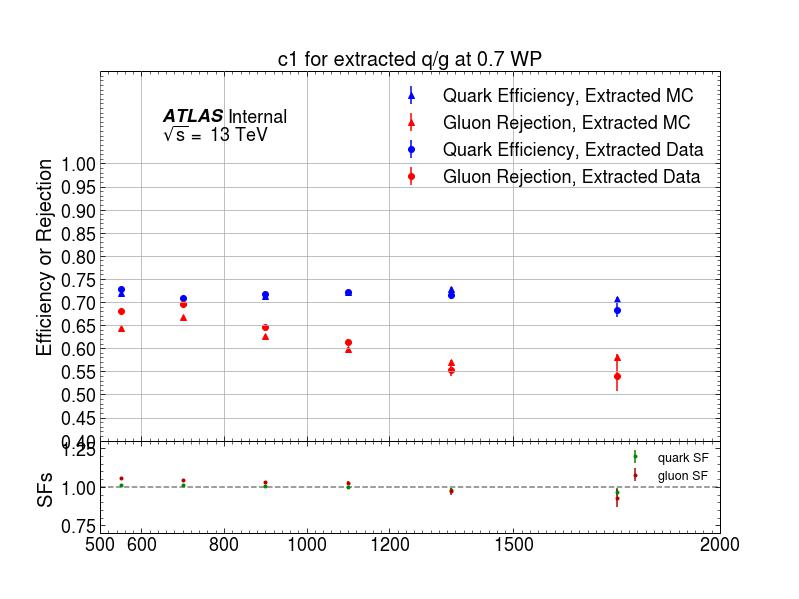 c1 for extracted q/g at 0.7 WP
ATLAS Internal
√s = 13 TeV
Quark Efficiency, Extracted MC
Gluon Rejection, Extracted MC
Quark Efficiency, Extracted Data
Gluon Rejection, Extracted Data
Efficiency or Rejection
1.00
0.95
0.90
0.85
0.80
0.75
0.70
0.65
0.60
0.55
0.50
0.45
0.40
SFs
1.25
1.00
0.75
quark SF
gluon SF
500 600 800 1000 1200 1500 2000